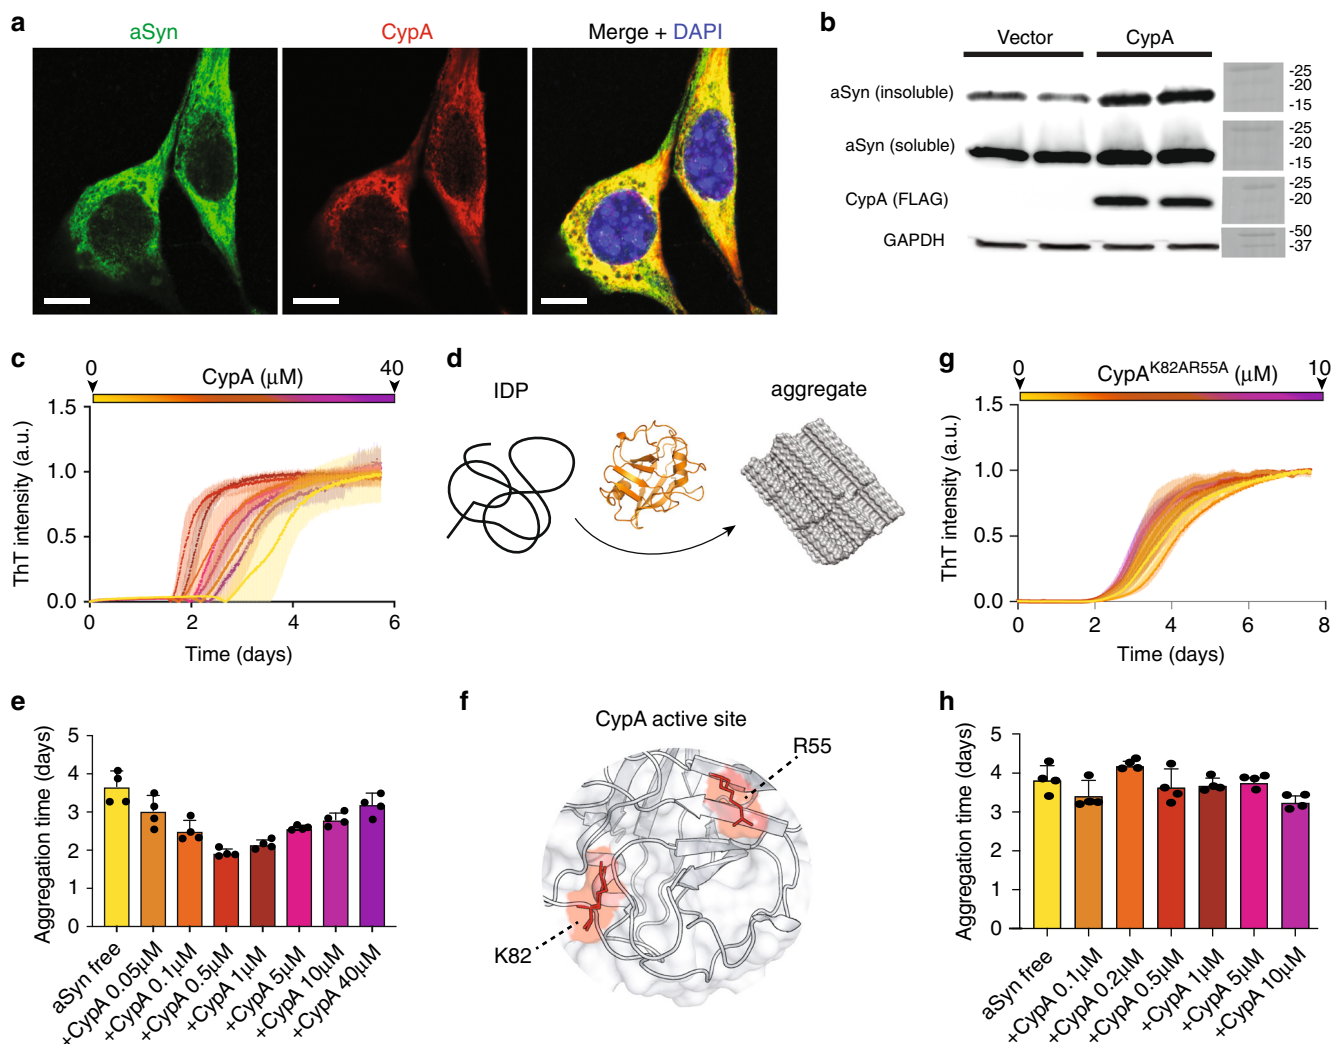 a
aSyn
CypA
Merge + DAPI
b
Vector
CypA
aSyn (insoluble)
-25
-20
-15
aSyn (soluble)
-25
-20
-15
CypA (FLAG)
-25
-20
GAPDH
-50
-37
c
0
40
CypA (μM)
1.5
1.0
0.5
0.0
ThT intensity (a.u.)
0
2
4
6
Time (days)
d
IDP
aggregate
g
0
10
CypAK82AR55A (μM)
1.5
1.0
0.5
0.0
ThT intensity (a.u.)
0
2
4
6
8
Time (days)
e
Aggregation time (days)
5
4
3
2
1
0
aSyn free
+CypA 0.05μM
+CypA 0.1μM
+CypA 0.5μM
+CypA 1μM
+CypA 5μM
+CypA 10μM
+CypA 40μM
f
CypA active site
R55
K82
h
Aggregation time (days)
5
4
3
2
1
0
aSyn free
+CypA 0.1μM
+CypA 0.2μM
+CypA 0.5μM
+CypA 1μM
+CypA 5μM
+CypA 10μM